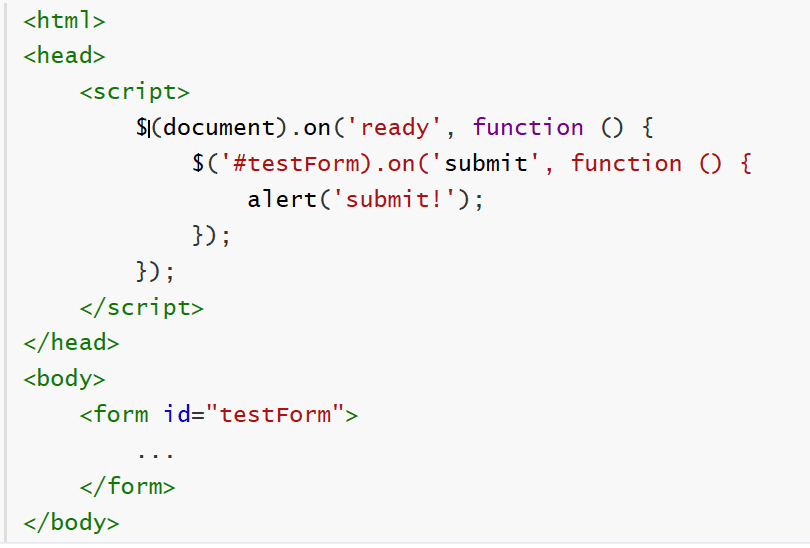 <html>
<head>
    <script>
        $(document).on('ready', function () {
            $('#testForm).on('submit', function () {
                alert('submit!');
            });
        });
    </script>
</head>
<body>
    <form id="testForm">
        ...
    </form>
</body>